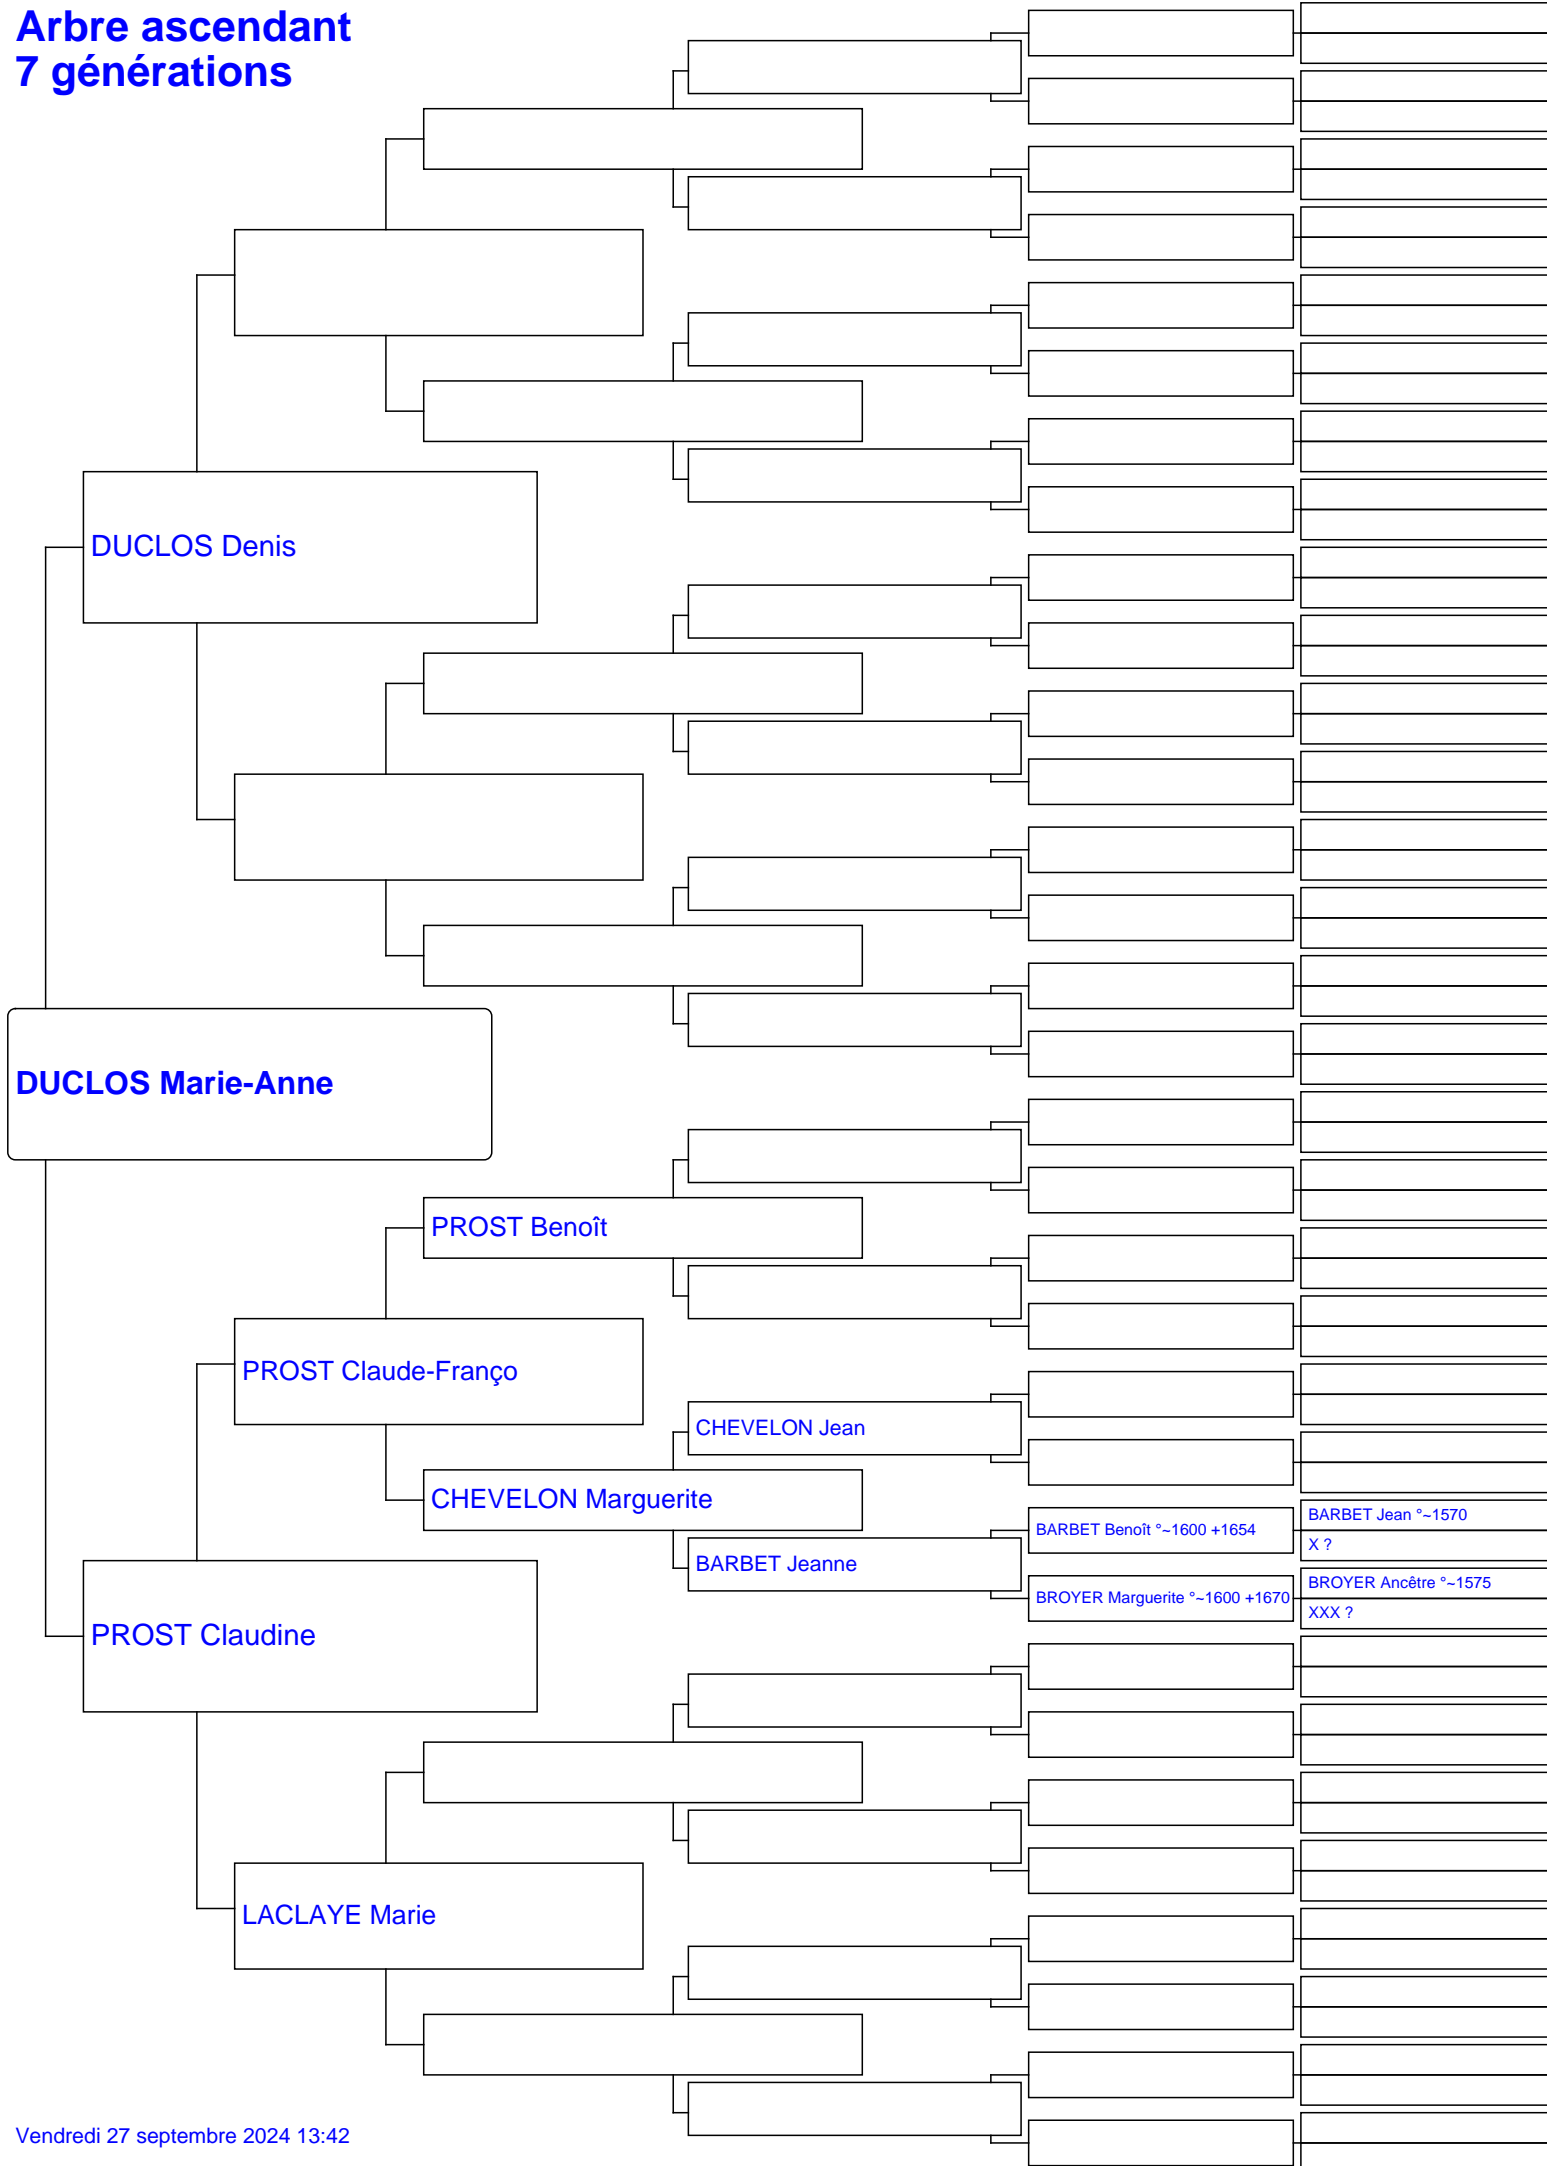 Arbre ascendant
7 générations
DUCLOS Denis
DUCLOS Marie-Anne
PROST Benoît
PROST Claude-Franço
CHEVELON Jean
CHEVELON Marguerite
BARBET Jeanne
BARBET Benoît °~1600 +1654
BARBET Jean °~1570
X ?
BROYER Marguerite °~1600 +1670
BROYER Ancêtre °~1575
XXX ?
PROST Claudine
LACLAYE Marie
Vendredi 27 septembre 2024 13:42